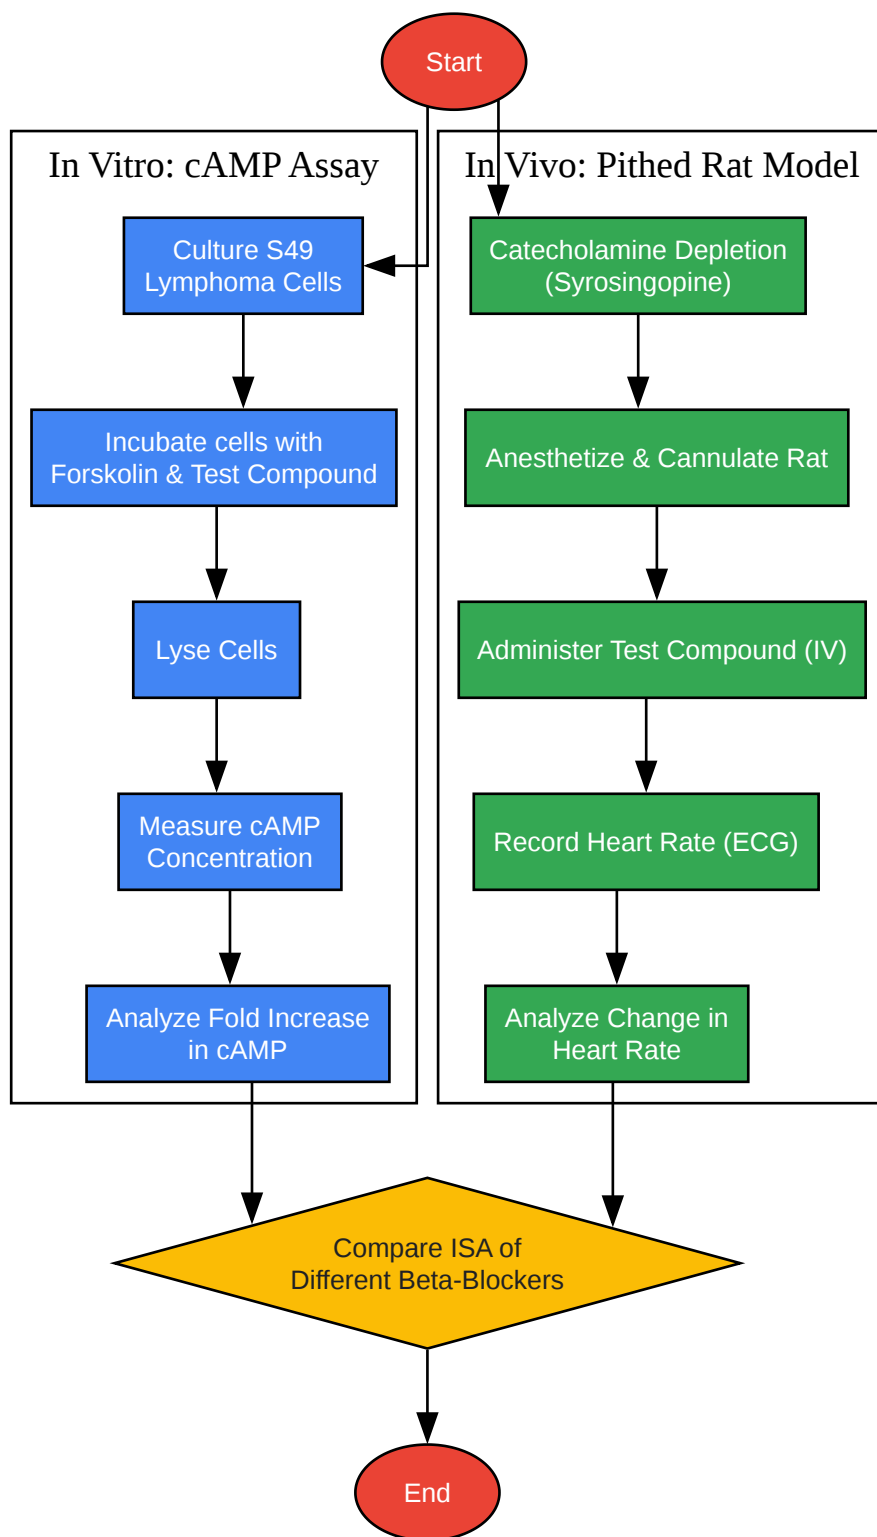 Start
In Vitro: cAMP Assay
Culture S49
Lymphoma Cells
Incubate cells with
Forskolin & Test Compound
Lyse Cells
Measure cAMP
Concentration
Analyze Fold Increase
in cAMP
In Vivo: Pithed Rat Model
Catecholamine Depletion
(Syrosingopine)
Anesthetize & Cannulate Rat
Administer Test Compound (IV)
Record Heart Rate (ECG)
Analyze Change in
Heart Rate
Compare ISA of
Different Beta-Blockers
End